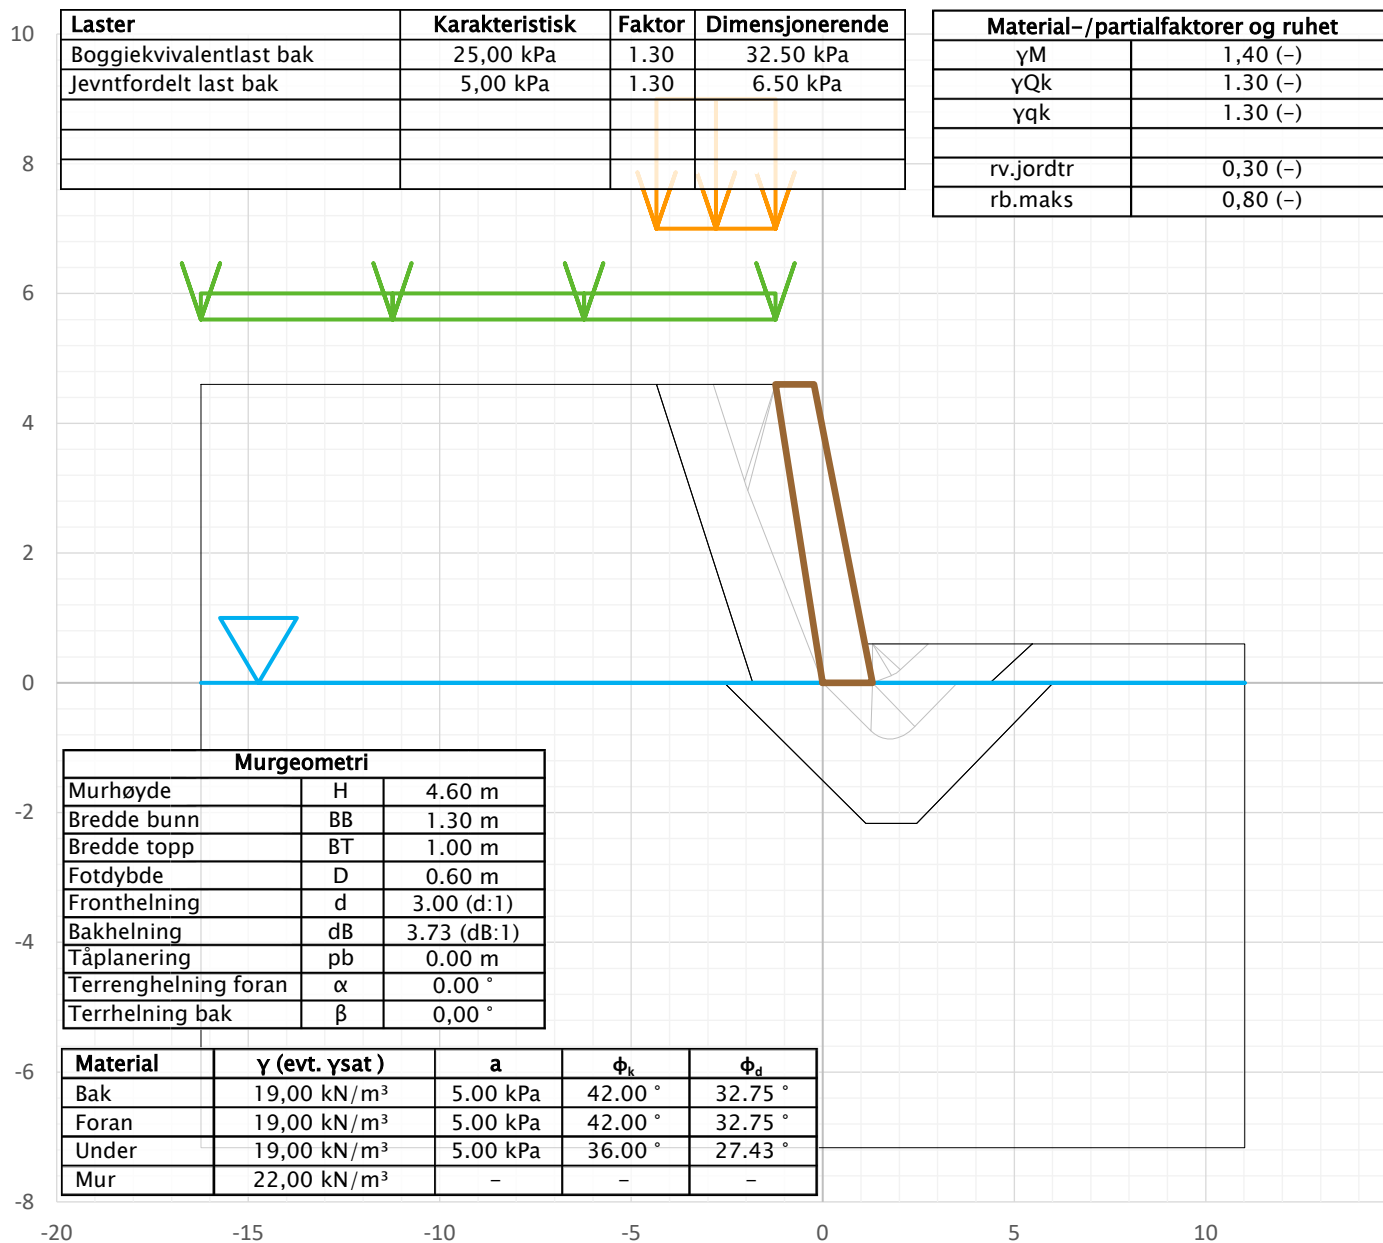 Laster Karakteristisk Faktor Dimensjonerende
Boggiekvivalentlast bak 25,00 kPa 1.30 32.50 kPa
Jevntfordelt last bak 5,00 kPa 1.30 6.50 kPa
Material-/partialfaktorer og ruhet
γM 1,40 (-)
γQk 1.30 (-)
γqk 1.30 (-)
rv.jordtr 0,30 (-)
rb.maks 0,80 (-)
10
8
6
4
2
0
-2
-4
-6
-8
Murgeometri
Murhøyde H 4.60 m
Bredde bunn BB 1.30 m
Bredde topp BT 1.00 m
Fotdybde D 0.60 m
Fronthelning d 3.00 (d:1)
Bakhelning dB 3.73 (dB:1)
Tåplanering pb 0.00 m
Terrenghelning foran α 0.00 °
Terrhelning bak β 0,00 °
Material γ (evt. γsat ) a ϕk ϕd
Bak 19,00 kN/m³ 5.00 kPa 42.00 ° 32.75 °
Foran 19,00 kN/m³ 5.00 kPa 42.00 ° 32.75 °
Under 19,00 kN/m³ 5.00 kPa 36.00 ° 27.43 °
Mur 22,00 kN/m³ - - -
-20 -15 -10 -5 0 5 10